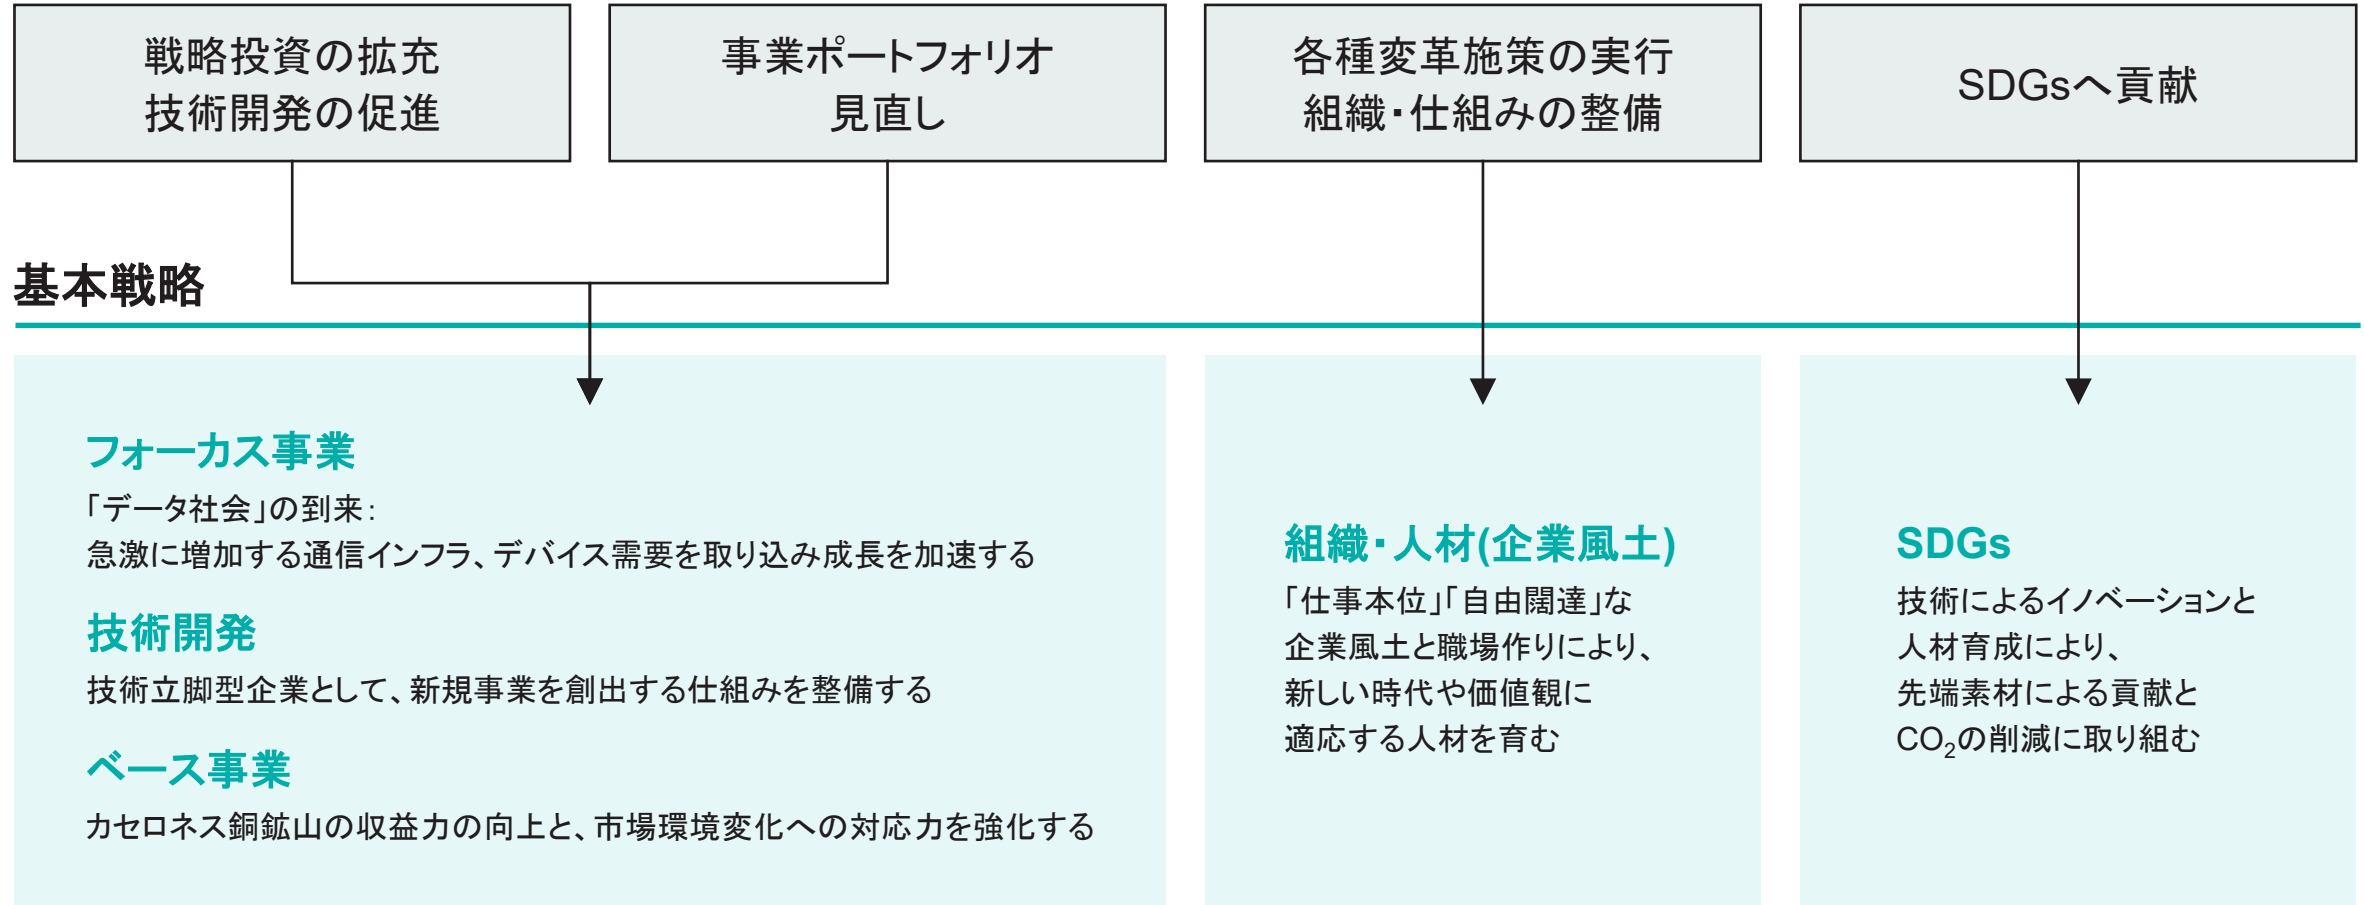 戦略投資の拡充
技術開発の促進
事業ポートフォリオ
見直し
各種変革施策の実行
組織・仕組みの整備
SDGsへ貢献
基本戦略
フォーカス事業
「データ社会」の到来：
急激に増加する通信インフラ、デバイス需要を取り込み成長を加速する
技術開発
技術立脚型企業として、新規事業を創出する仕組みを整備する
ベース事業
カセロネス銅鉱山の収益力の向上と、市場環境変化への対応力を強化する
組織・人材(企業風土)
「仕事本位」「自由闊達」な
企業風土と職場作りにより、
新しい時代や価値観に
適応する人材を育む
SDGs
技術によるイノベーションと
人材育成により、
先端素材による貢献と
CO₂の削減に取り組む